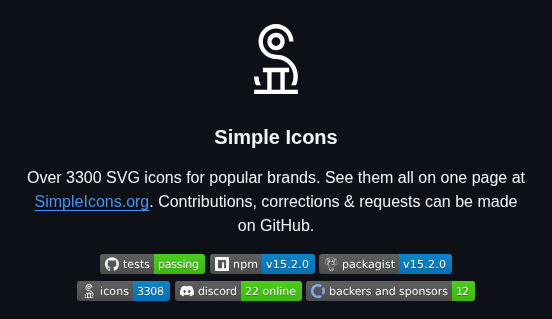 Simple Icons
Over 3300 SVG icons for popular brands. See them all on one page at
SimpleIcons.org. Contributions, corrections & requests can be made
on GitHub.
tests passing npm v15.2.0 packagist v15.2.0
icons 3308 discord 22 online backers and sponsors 12